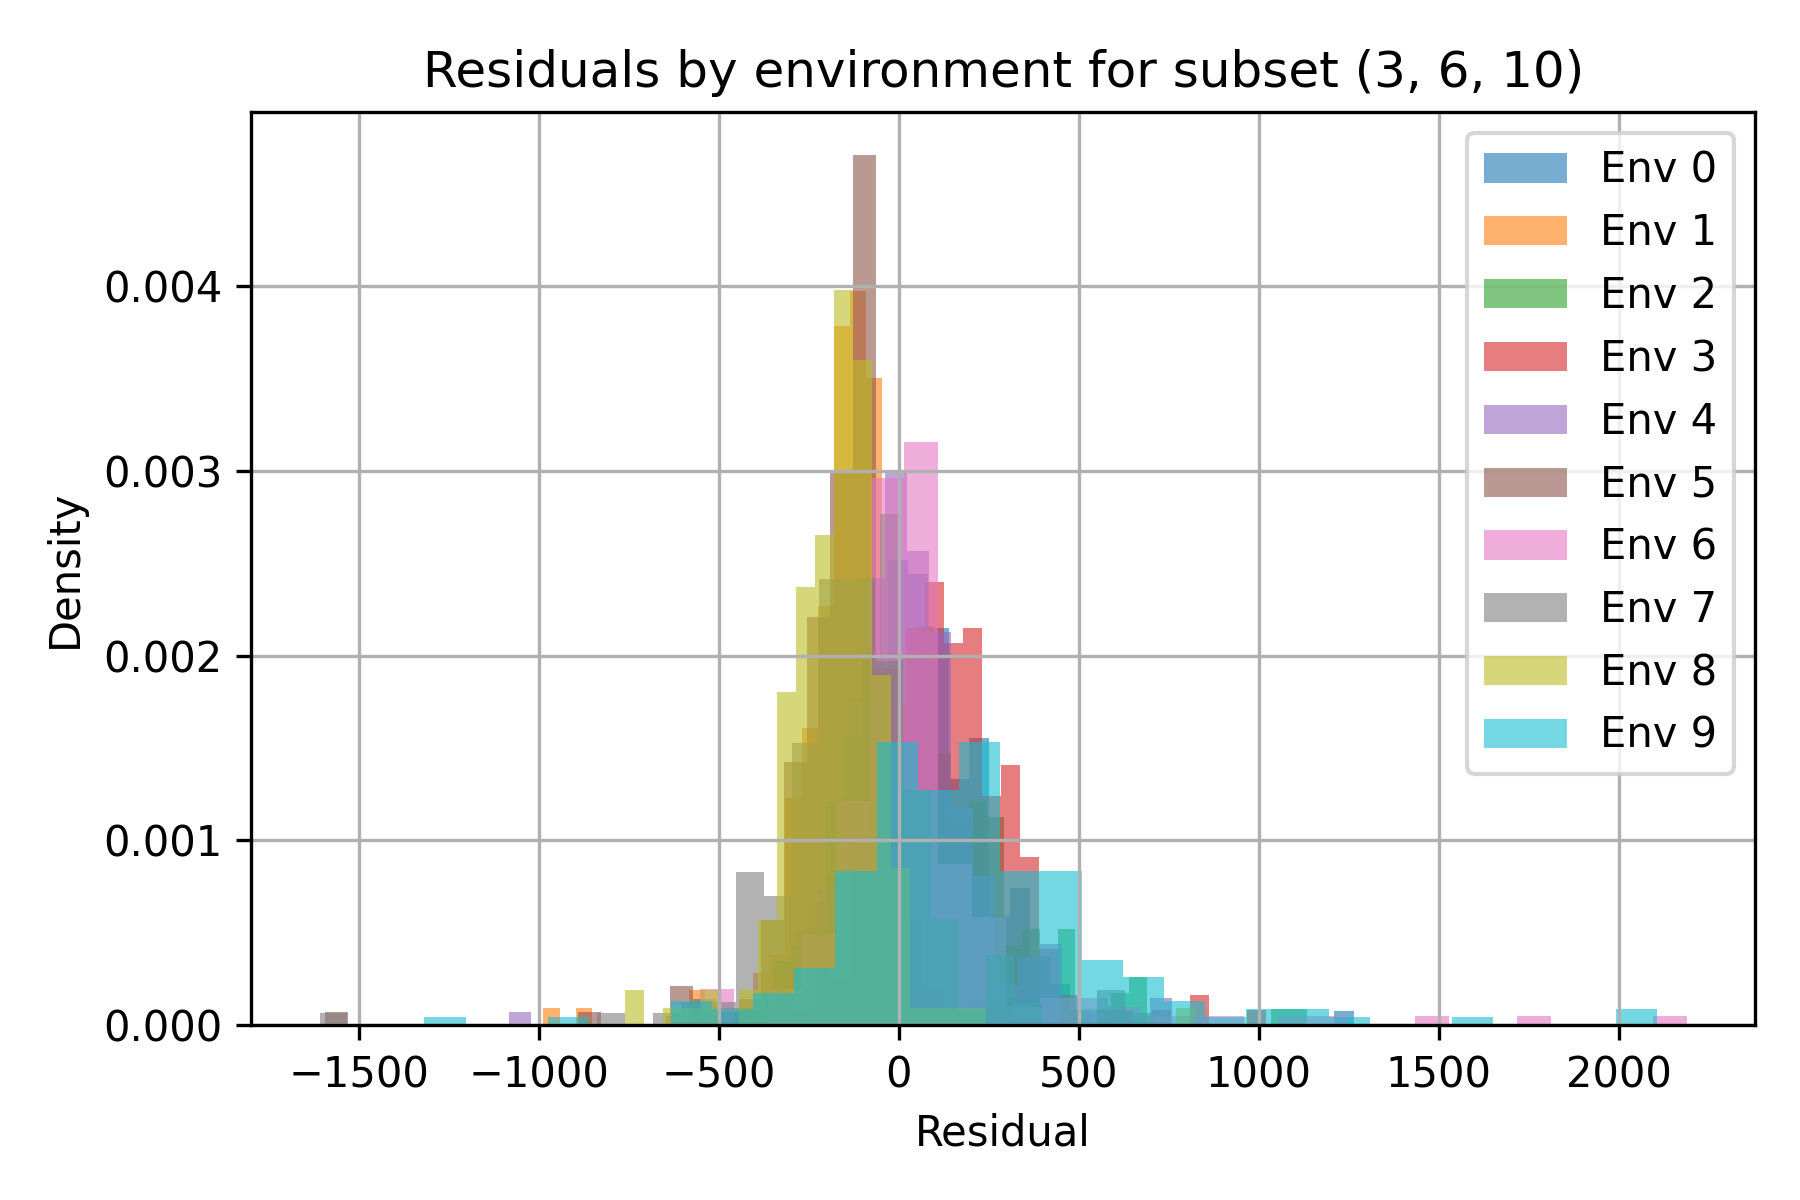 Residuals by environment for subset (3, 6, 10)
Env 0
Env 1
Env 2
Env 3
Env 4
Env 5
Env 6
Env 7
Env 8
Env 9
Density
0.004
0.003
0.002
0.001
0.000
−1500 −1000 −500 0 500 1000 1500 2000
Residual